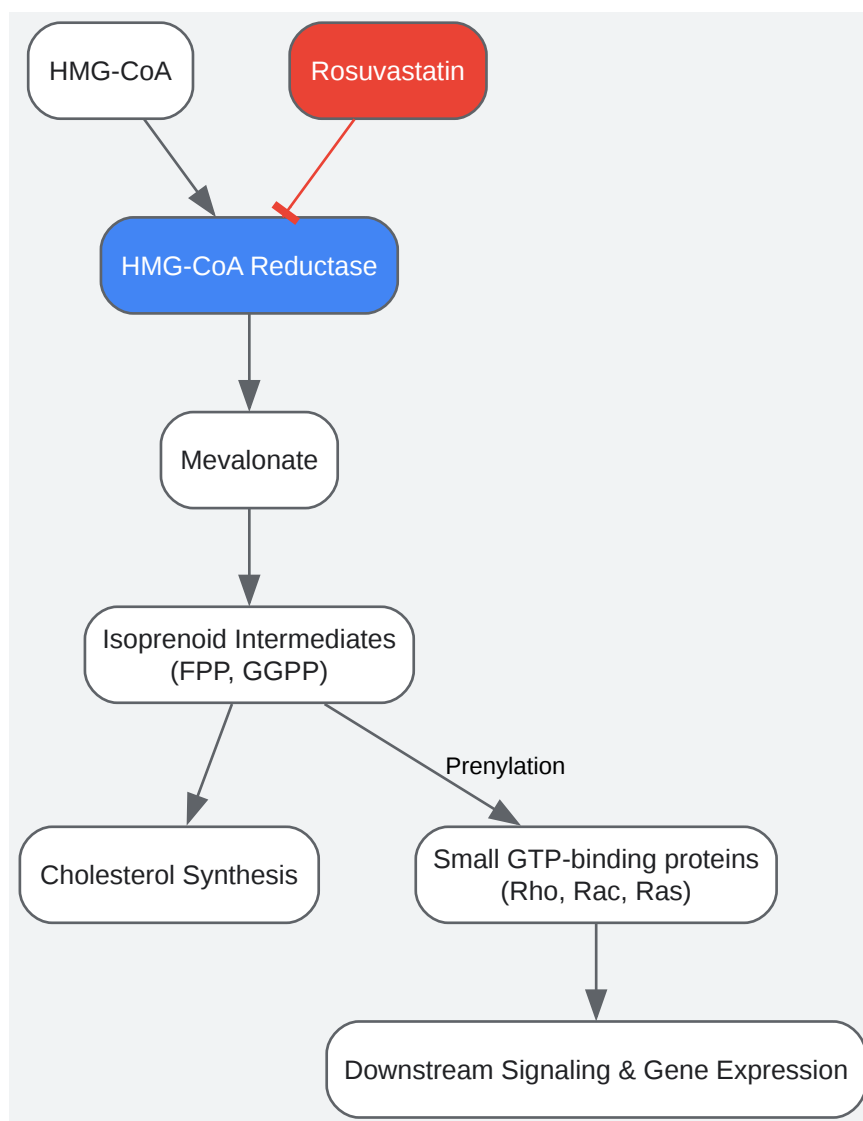 HMG-CoA
Rosuvastatin
HMG-CoA Reductase
Mevalonate
Isoprenoid Intermediates
(FPP, GGPP)
Prenylation
Cholesterol Synthesis
Small GTP-binding proteins
(Rho, Rac, Ras)
Downstream Signaling & Gene Expression